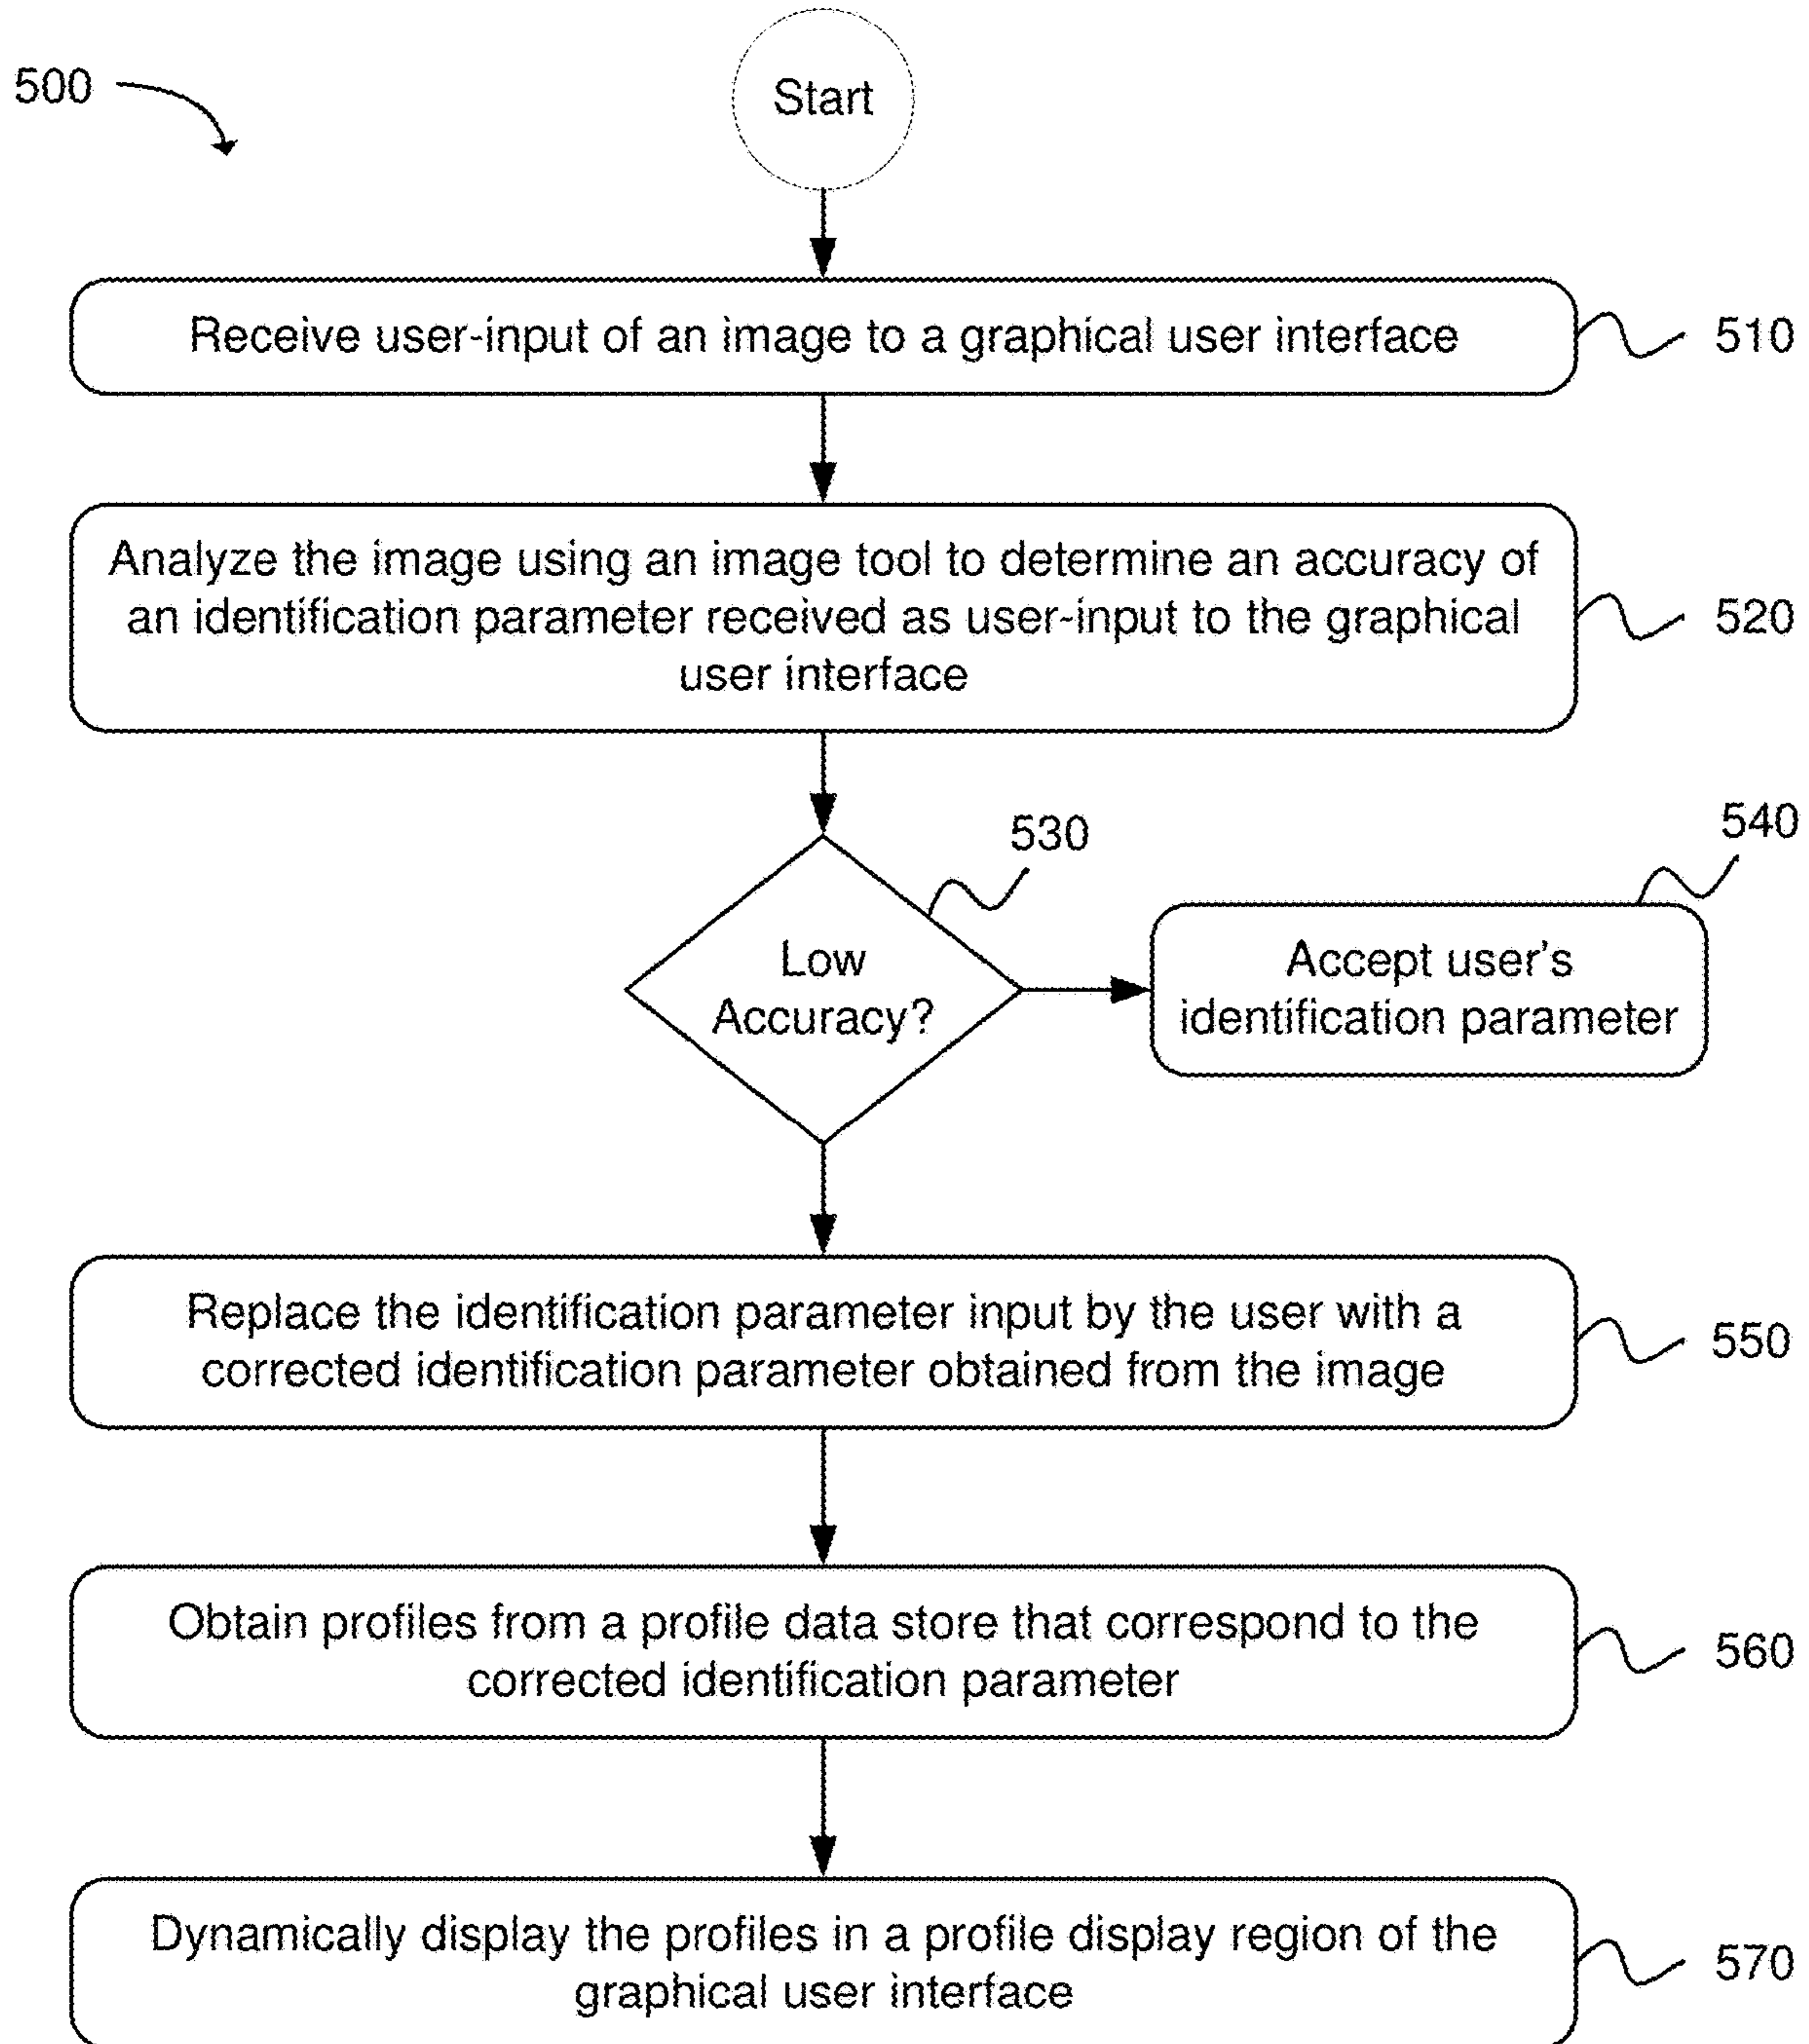 500
Start
Receive user-input of an image to a graphical user interface
510
Analyze the image using an image tool to determine an accuracy of
an identification parameter received as user-input to the graphical
user interface
520
530
540
Low
Accuracy?
Accept user's
identification parameter
Replace the identification parameter input by the user with a
corrected identification parameter obtained from the image
550
Obtain profiles from a profile data store that correspond to the
corrected identification parameter
560
Dynamically display the profiles in a profile display region of the
graphical user interface
570